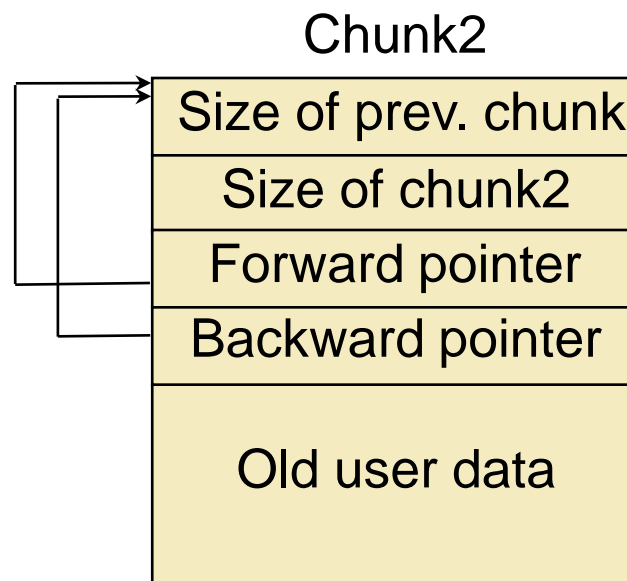 Chunk2
Size of prev. chunk
Size of chunk2
Forward pointer
Backward pointer
Old user data